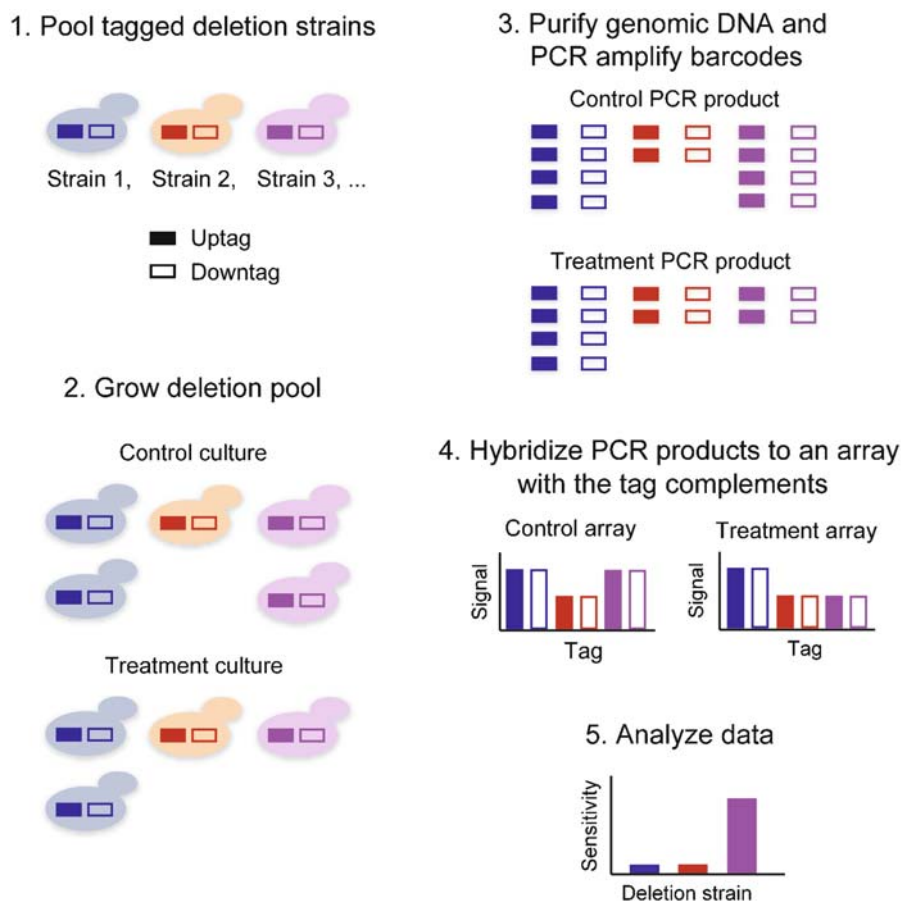 1. Pool tagged deletion strains
Strain 1, Strain 2, Strain 3, ...
Uptag
Downtag
2. Grow deletion pool
Control culture
Treatment culture
3. Purify genomic DNA and
PCR amplify barcodes
Control PCR product
Treatment PCR product
4. Hybridize PCR products to an array
with the tag complements
Control array
Signal
Tag
Treatment array
Signal
Tag
5. Analyze data
Sensitivity
Deletion strain